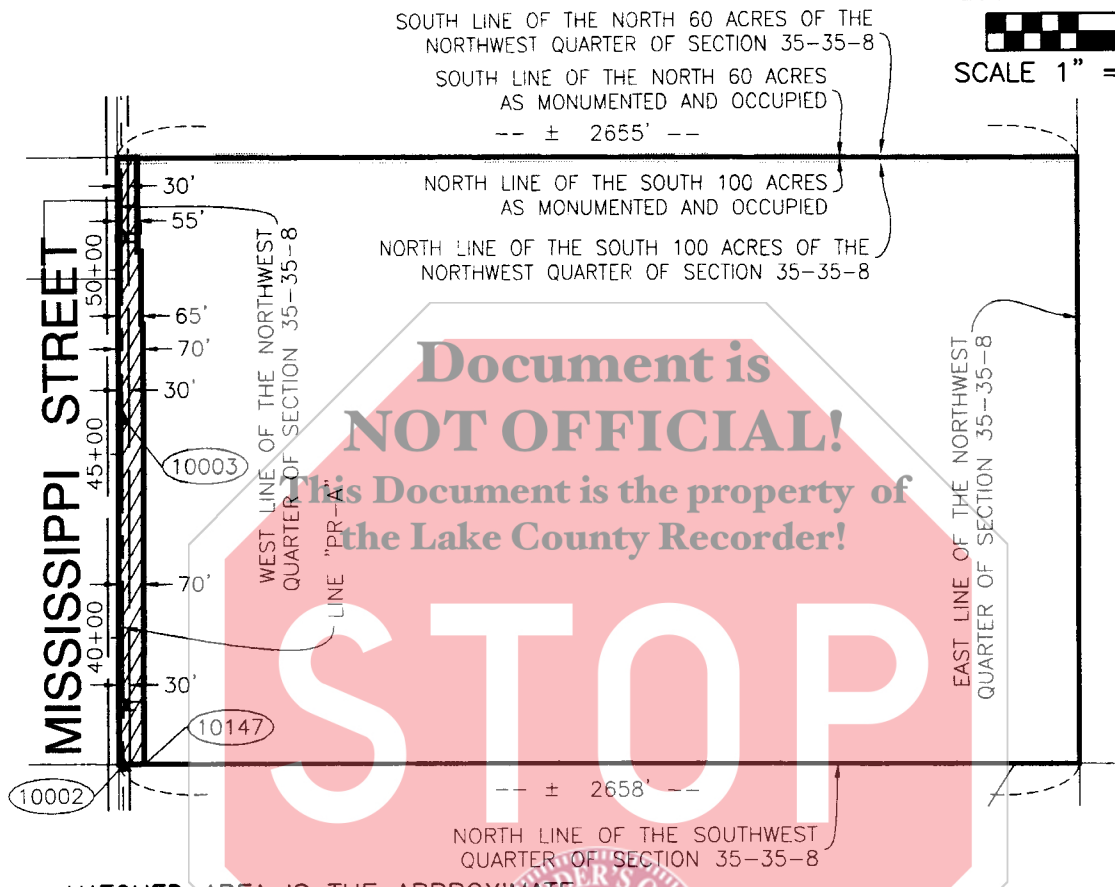 SOUTH LINE OF THE NORTH 60 ACRES OF THE
NORTHWEST QUARTER OF SECTION 35-35-8
SCALE 1" =
SOUTH LINE OF THE NORTH 60 ACRES
AS MONUMENTED AND OCCUPIED
-- ± 2655' --
30'
NORTH LINE OF THE SOUTH 100 ACRES
AS MONUMENTED AND OCCUPIED
55'
NORTH LINE OF THE SOUTH 100 ACRES OF THE
NORTHWEST QUARTER OF SECTION 35-35-8
MISSISSIPPI STREET
50+00
45+00
40+00
WEST LINE OF THE NORTHWEST
QUARTER OF SECTION 35-35-8
65'
70'
30'
10003
LINE "PR-A"
70'
30'
10147
10002
EAST LINE OF THE NORTHWEST
QUARTER OF SECTION 35-35-8
Document is
NOT OFFICIAL!
This Document is the property of
the Lake County Recorder!
STOP
-- ± 2658' --
NORTH LINE OF THE SOUTHWEST
QUARTER OF SECTION 35-35-8
HATCHED AREA IS THE APPROXIMATE